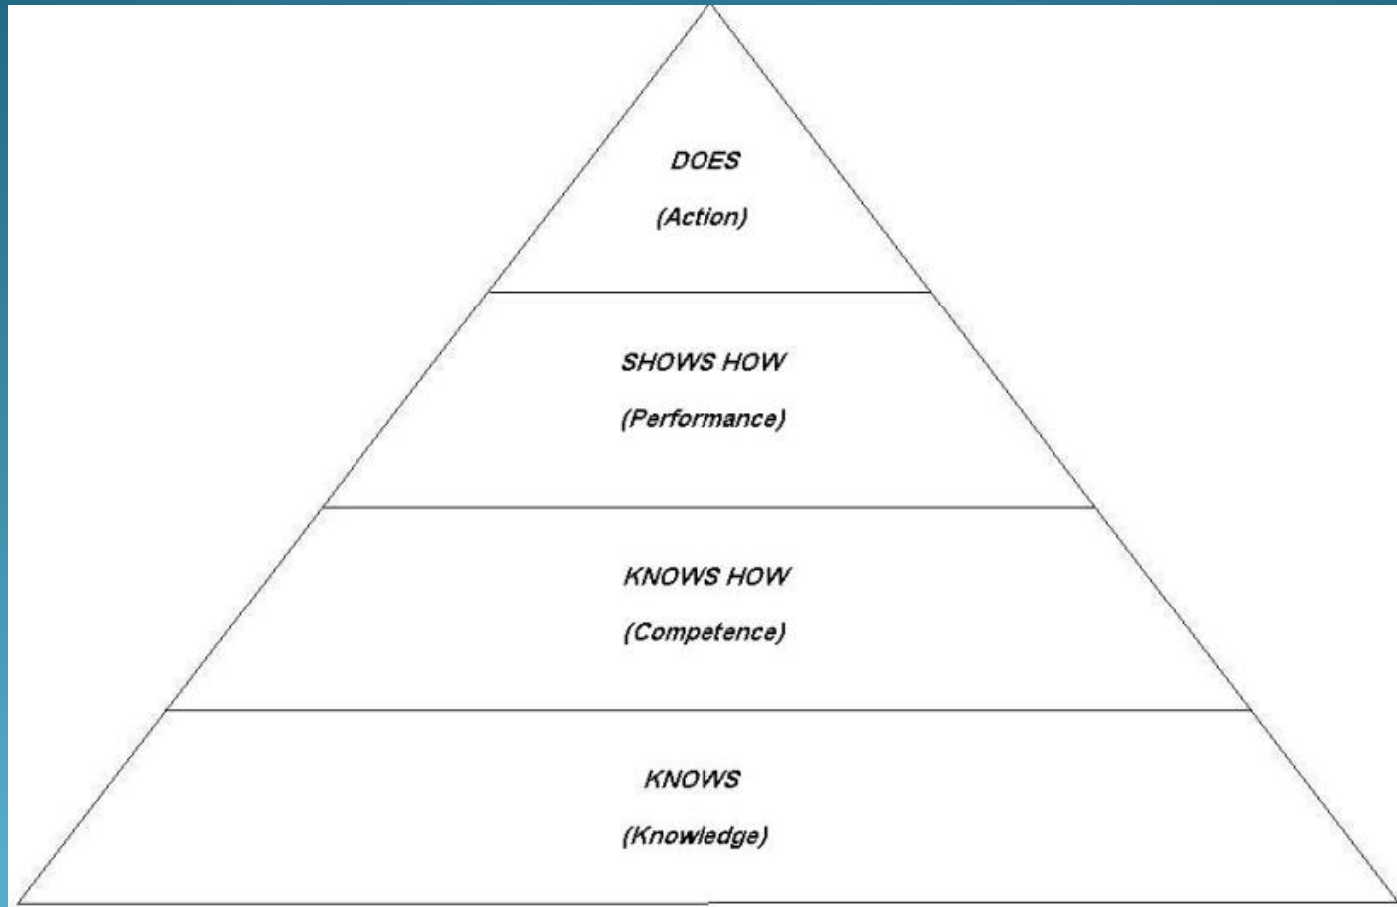 DOES
(Action)
SHOWS HOW
(Performance)
KNOWS HOW
(Competence)
KNOWS
(Knowledge)